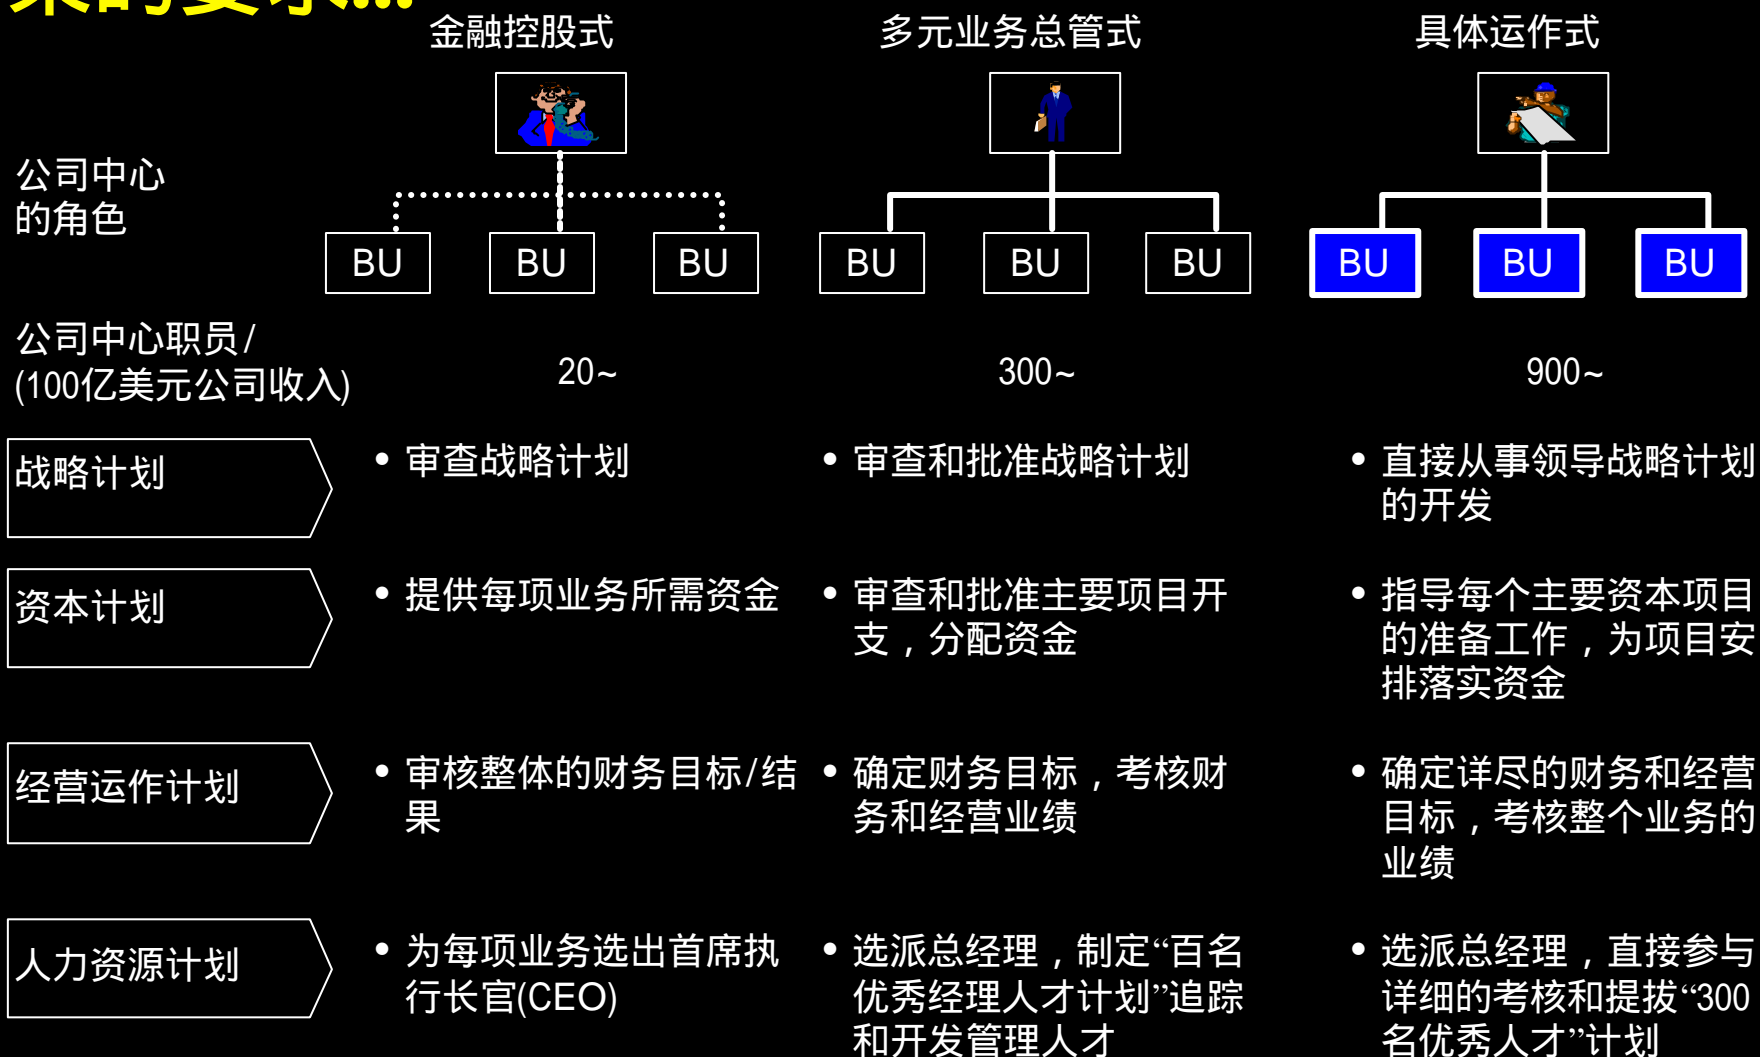 的要求...
金融控股式
多元业务总管式
具体运作式
公司中心
的角色
BU
BU
BU
BU
BU
BU
BU
BU
BU
公司中心职员/
(100亿美元公司收入)
20~
300~
900~
战略计划
• 审查战略计划
• 审查和批准战略计划
• 直接从事领导战略计划
的开发
资本计划
• 提供每项业务所需资金
• 审查和批准主要项目开
支，分配资金
• 指导每个主要资本项目
的准备工作，为项目安
排落实资金
经营运作计划
• 审核整体的财务目标/结
果
• 确定财务目标，考核财
务和经营业绩
• 确定详尽的财务和经营
目标，考核整个业务的
业绩
人力资源计划
• 为每项业务选出首席执
行长官(CEO)
• 选派总经理，制定“百名
优秀经理人才计划”追踪
和开发管理人才
• 选派总经理，直接参与
详细的考核和提拔“300
名优秀人才”计划